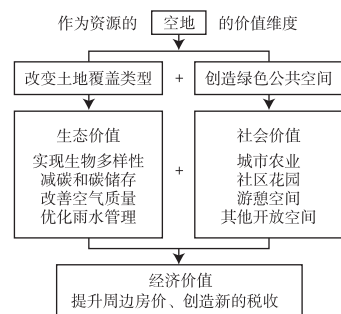 作为资源的 空地 的价值维度
改变土地覆盖类型 + 创造绿色公共空间
生态价值
实现生物多样性
减碳和碳储存
改善空气质量
优化雨水管理
+
社会价值
城市农业
社区花园
游憩空间
其他开放空间
经济价值
提升周边房价、创造新的税收